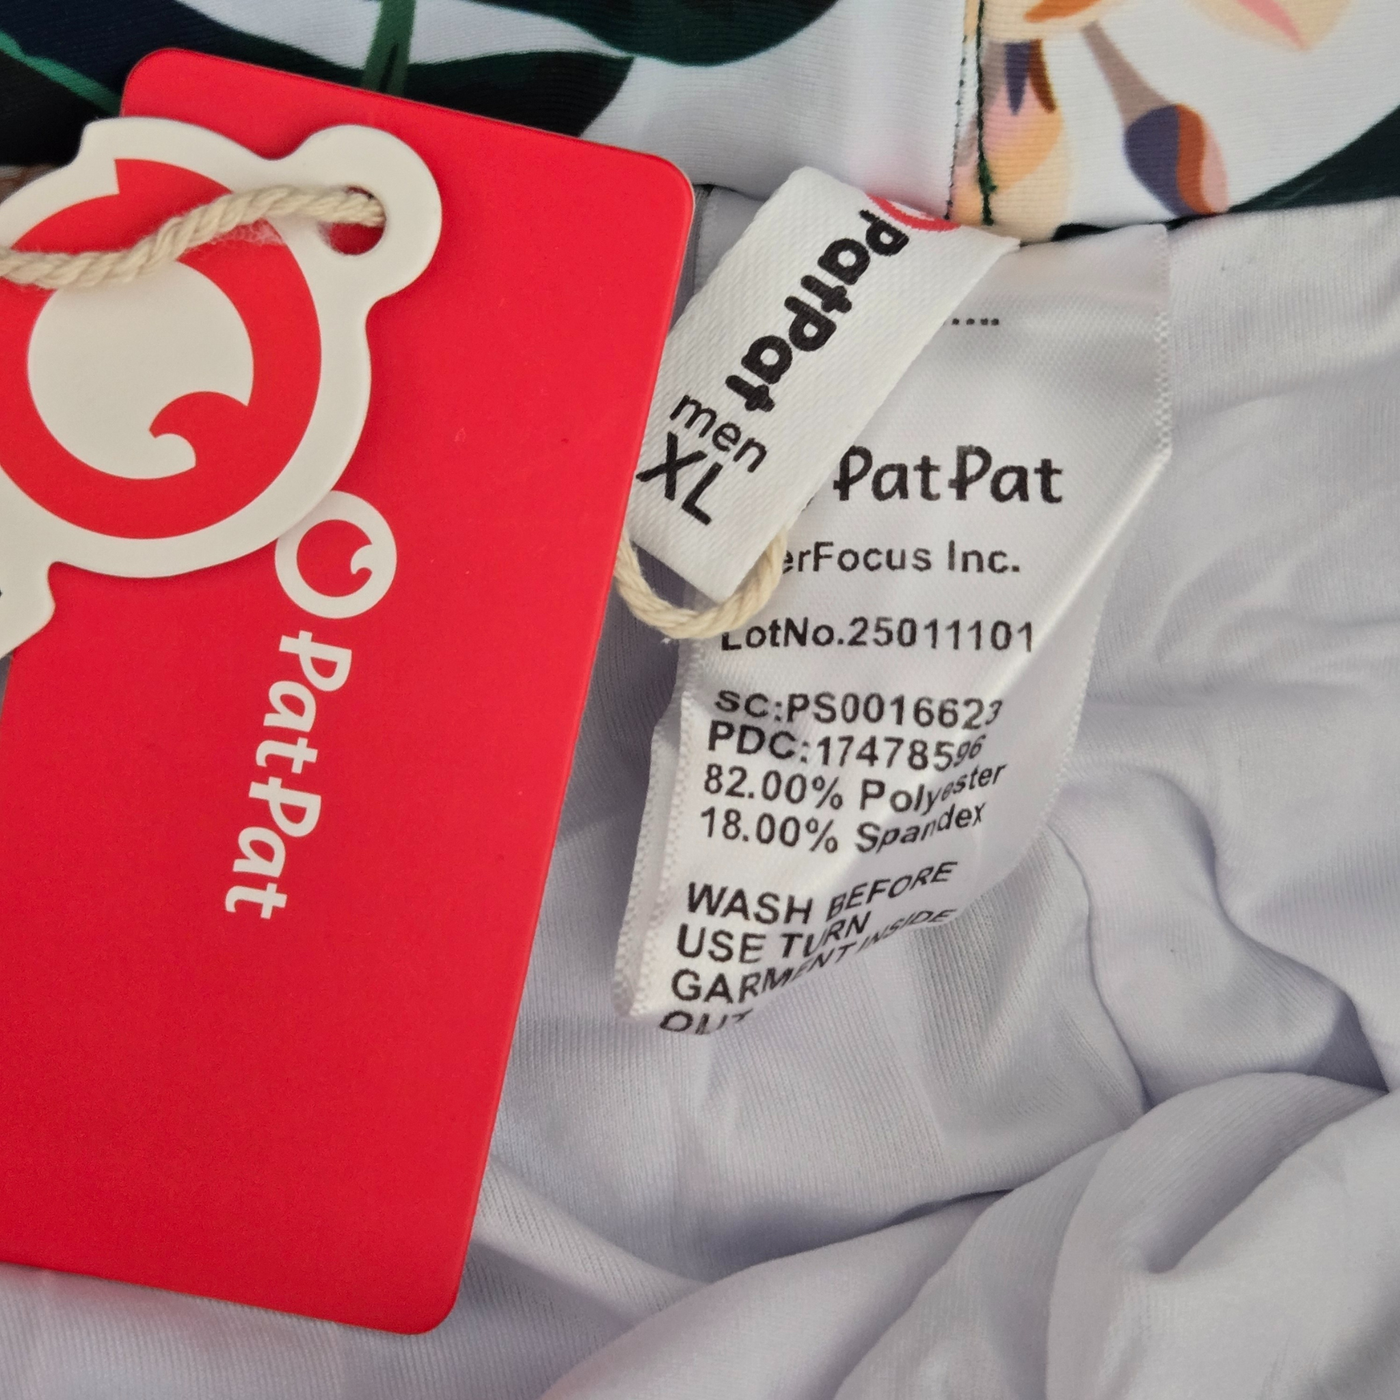 PatPat
PatPat
men
XL
PatPat
erFocus Inc.
LotNo.25011101
SC:PS0016623
PDC:17478596
82.00% Polyester
18.00% Spandex
WASH BEFORE
USE TURN
GARMENT INSIDE
OUT